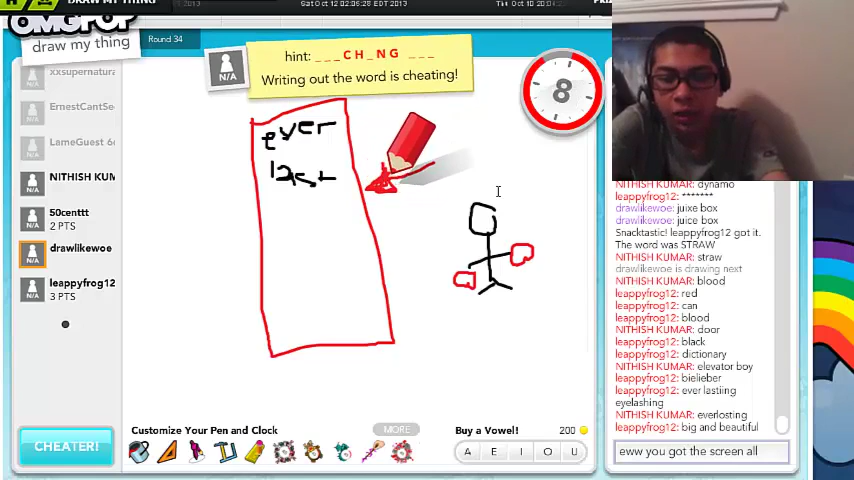 DRAW MY THING
2013
Sat Oct 12 02:06:28 EDT 2013
OMGPOP
draw my thing
Round 34
hint: _ _ _ C H _ N G _ _ _
Writing out the word is cheating!
N/A
8
xxsupernatura
N/A
ErnestCantSe
N/A
LameGuest 6
N/A
NITHISH KUM
N/A
50centtt
2 PTS
N/A
drawlikewoe
N/A
leappyfrog12
3 PTS
N/A
ever
last
NITHISH KUMAR: dynamo
leappyfrog12: *******
drawlikewoe: juixe box
drawlikewoe: juice box
Snacktastic! leappyfrog12 got it.
The word was STRAW
NITHISH KUMAR: straw
drawlikewoe is drawing next
NITHISH KUMAR: blood
leappyfrog12: red
leappyfrog12: can
leappyfrog12: blood
NITHISH KUMAR: door
leappyfrog12: black
leappyfrog12: dictionary
NITHISH KUMAR: elevator boy
leappyfrog12: bielieber
leappyfrog12: ever lastiing
eyelashing
NITHISH KUMAR: everlosting
leappyfrog12: big and beautiful
eww you got the screen all
CHEATER!
Customize Your Pen and Clock
MORE
Buy a Vowel!
200
A E I O U